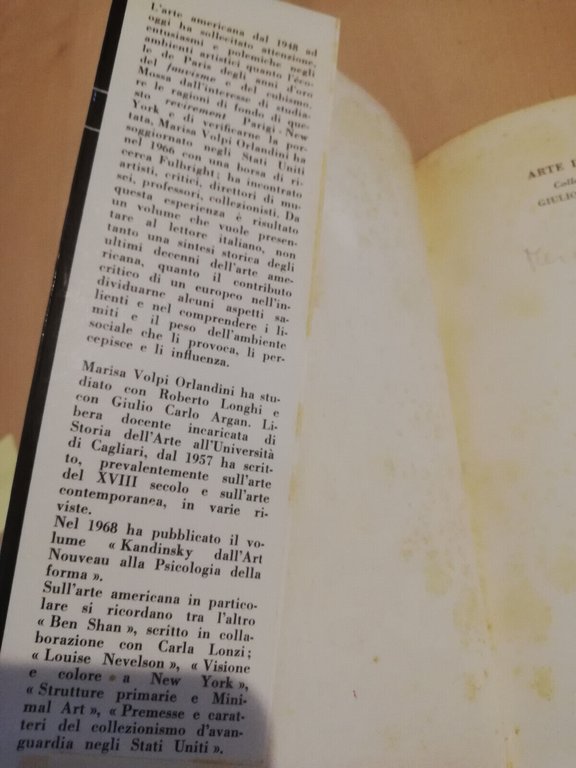 L'arte americana dal 1948 ad
oggi ha sollecitato attenzione,
entusiasmi e polemiche negli
ambienti artistici quanto l'éco-
le de Paris degli anni d'oro
del fauvisme e del cubismo.
Mossa dall'interesse di studia-
re le ragioni di fondo di que-
sto revirement Parigi - New
York e di verificarne la por-
tata, Marisa Volpi Orlandini ha
soggiornato negli Stati Uniti
nel 1966 con una borsa di ri-
cerca Fulbright; ha incontrato
artisti, critici, direttori di mu-
sei, professori, collezionisti. Da
questa esperienza è risultato
un volume che vuole presen-
tare al lettore italiano, non
tanto una sintesi storica degli
ultimi decenni dell'arte ame-
ricana, quanto il contributo
critico di un europeo nell'in-
dividuarne alcuni aspetti sa-
lienti e nel comprendere i li-
miti e il peso dell'ambiente
sociale che li provoca, li per-
cepisce e li influenza.
Marisa Volpi Orlandini ha stu-
diato con Roberto Longhi e
con Giulio Carlo Argan. Li-
bera docente incaricata di
Storia dell'Arte all'Università
di Cagliari, dal 1957 ha scrit-
to, prevalentemente sull'arte
del XVIII secolo e sull'arte
contemporanea, in varie ri-
viste.
Nel 1968 ha pubblicato il vo-
lume « Kandinsky dall'Art
Nouveau alla Psicologia della
forma ».
Sull'arte americana in partico-
lare si ricordano tra l'altro
« Ben Shan », scritto in colla-
borazione con Carla Lonzi;
« Louise Nevelson », « Visione
e colore a New York »,
« Strutture primarie e Mini-
mal Art », « Premesse e carat-
teri del collezionismo d'avan-
guardia negli Stati Uniti ».
ARTE
GIULIO